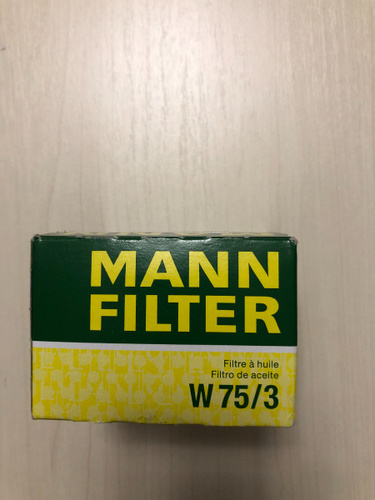 MANN
FILTER
Filtre à huile
Filtro de aceite
W 75/3